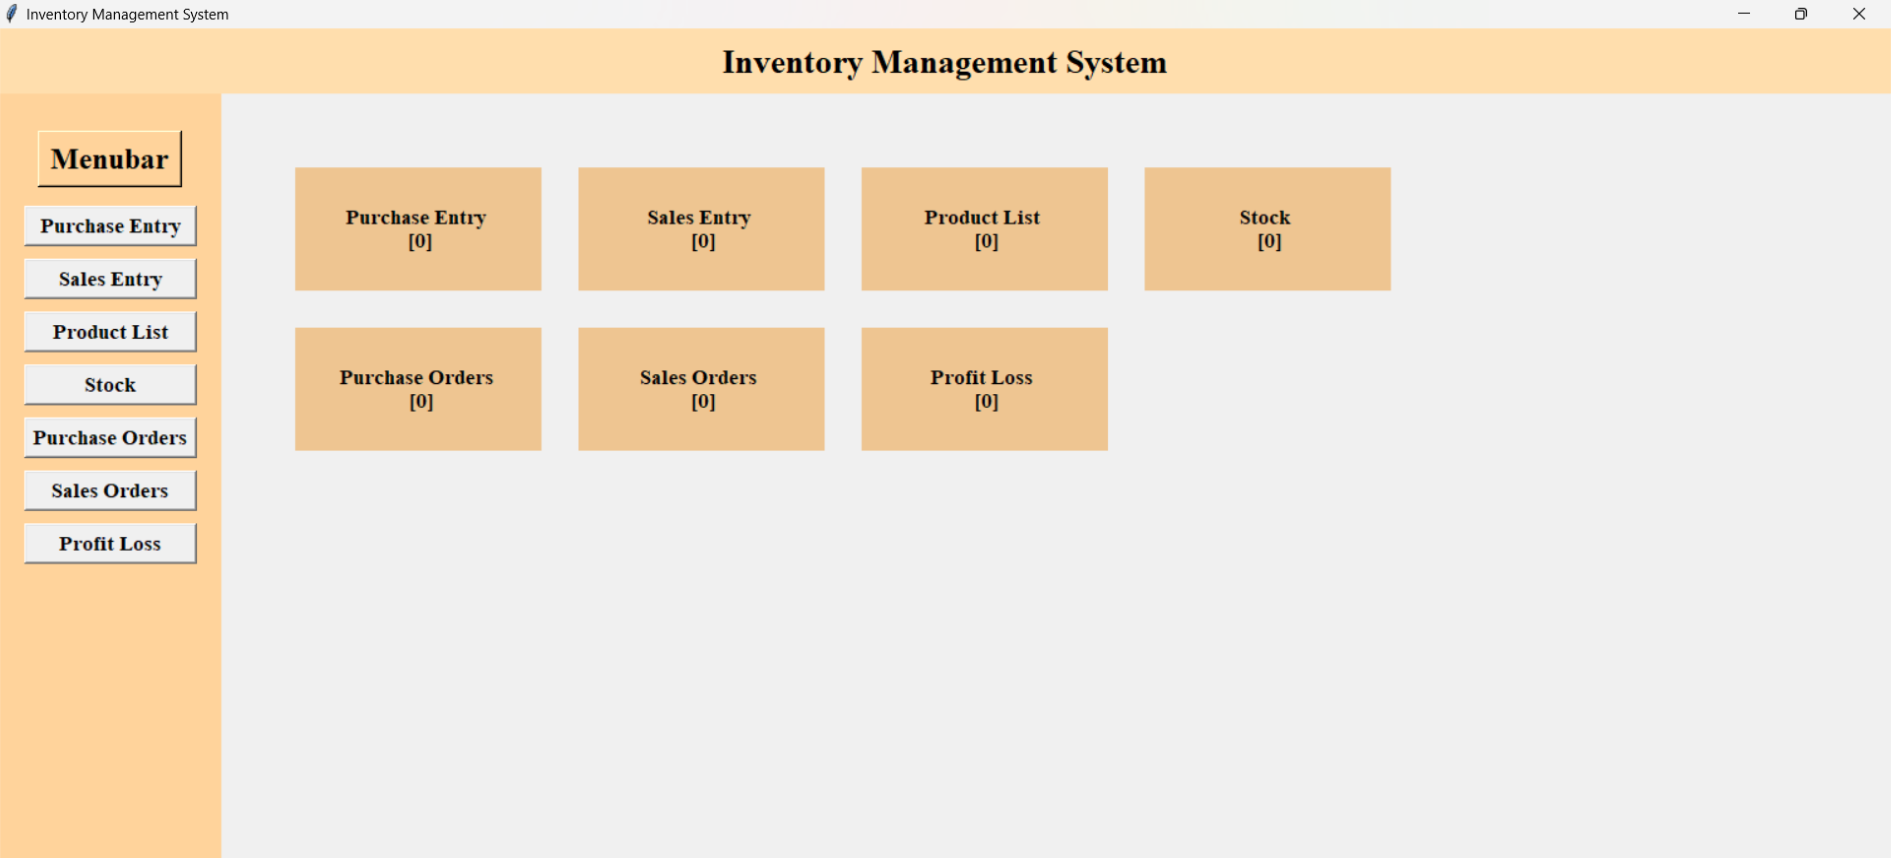 Inventory Management System
Inventory Management System
Menubar
Purchase Entry
Sales Entry
Product List
Stock
Purchase Orders
Sales Orders
Profit Loss
Purchase Entry
[0]
Sales Entry
[0]
Product List
[0]
Stock
[0]
Purchase Orders
[0]
Sales Orders
[0]
Profit Loss
[0]